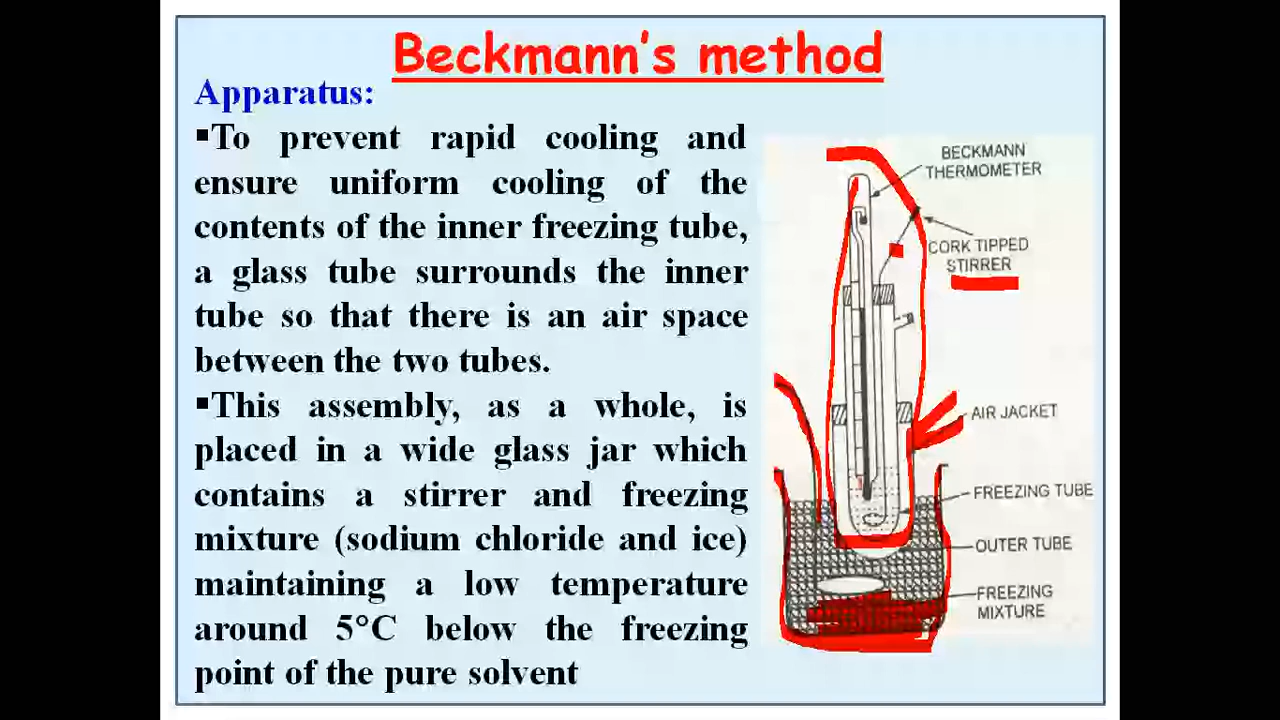 Beckmann's method
Apparatus:
▪To prevent rapid cooling and
ensure uniform cooling of the
contents of the inner freezing tube,
a glass tube surrounds the inner
tube so that there is an air space
between the two tubes.
▪This assembly, as a whole, is
placed in a wide glass jar which
contains a stirrer and freezing
mixture (sodium chloride and ice)
maintaining a low temperature
around 5°C below the freezing
point of the pure solvent
BECKMANN
THERMOMETER
CORK TIPPED
STIRRER
AIR JACKET
FREEZING TUBE
OUTER TUBE
FREEZING
MIXTURE